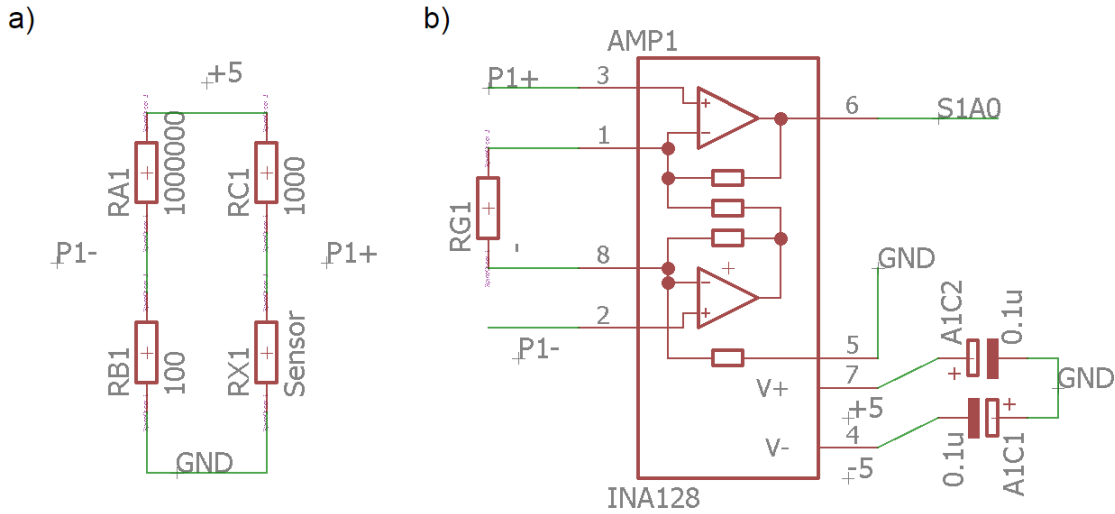 a)
+5
RA1
1000000
RC1
1000
P1-
P1+
RB1
100
RX1
Sensor
GND
b)
AMP1
P1+
3
6
S1A0
1
RG1
8
GND
2
P1-
5
A1C2
0.1u
V+
7
+5
GND
V-
4
-5
0.1u
A1C1
INA128